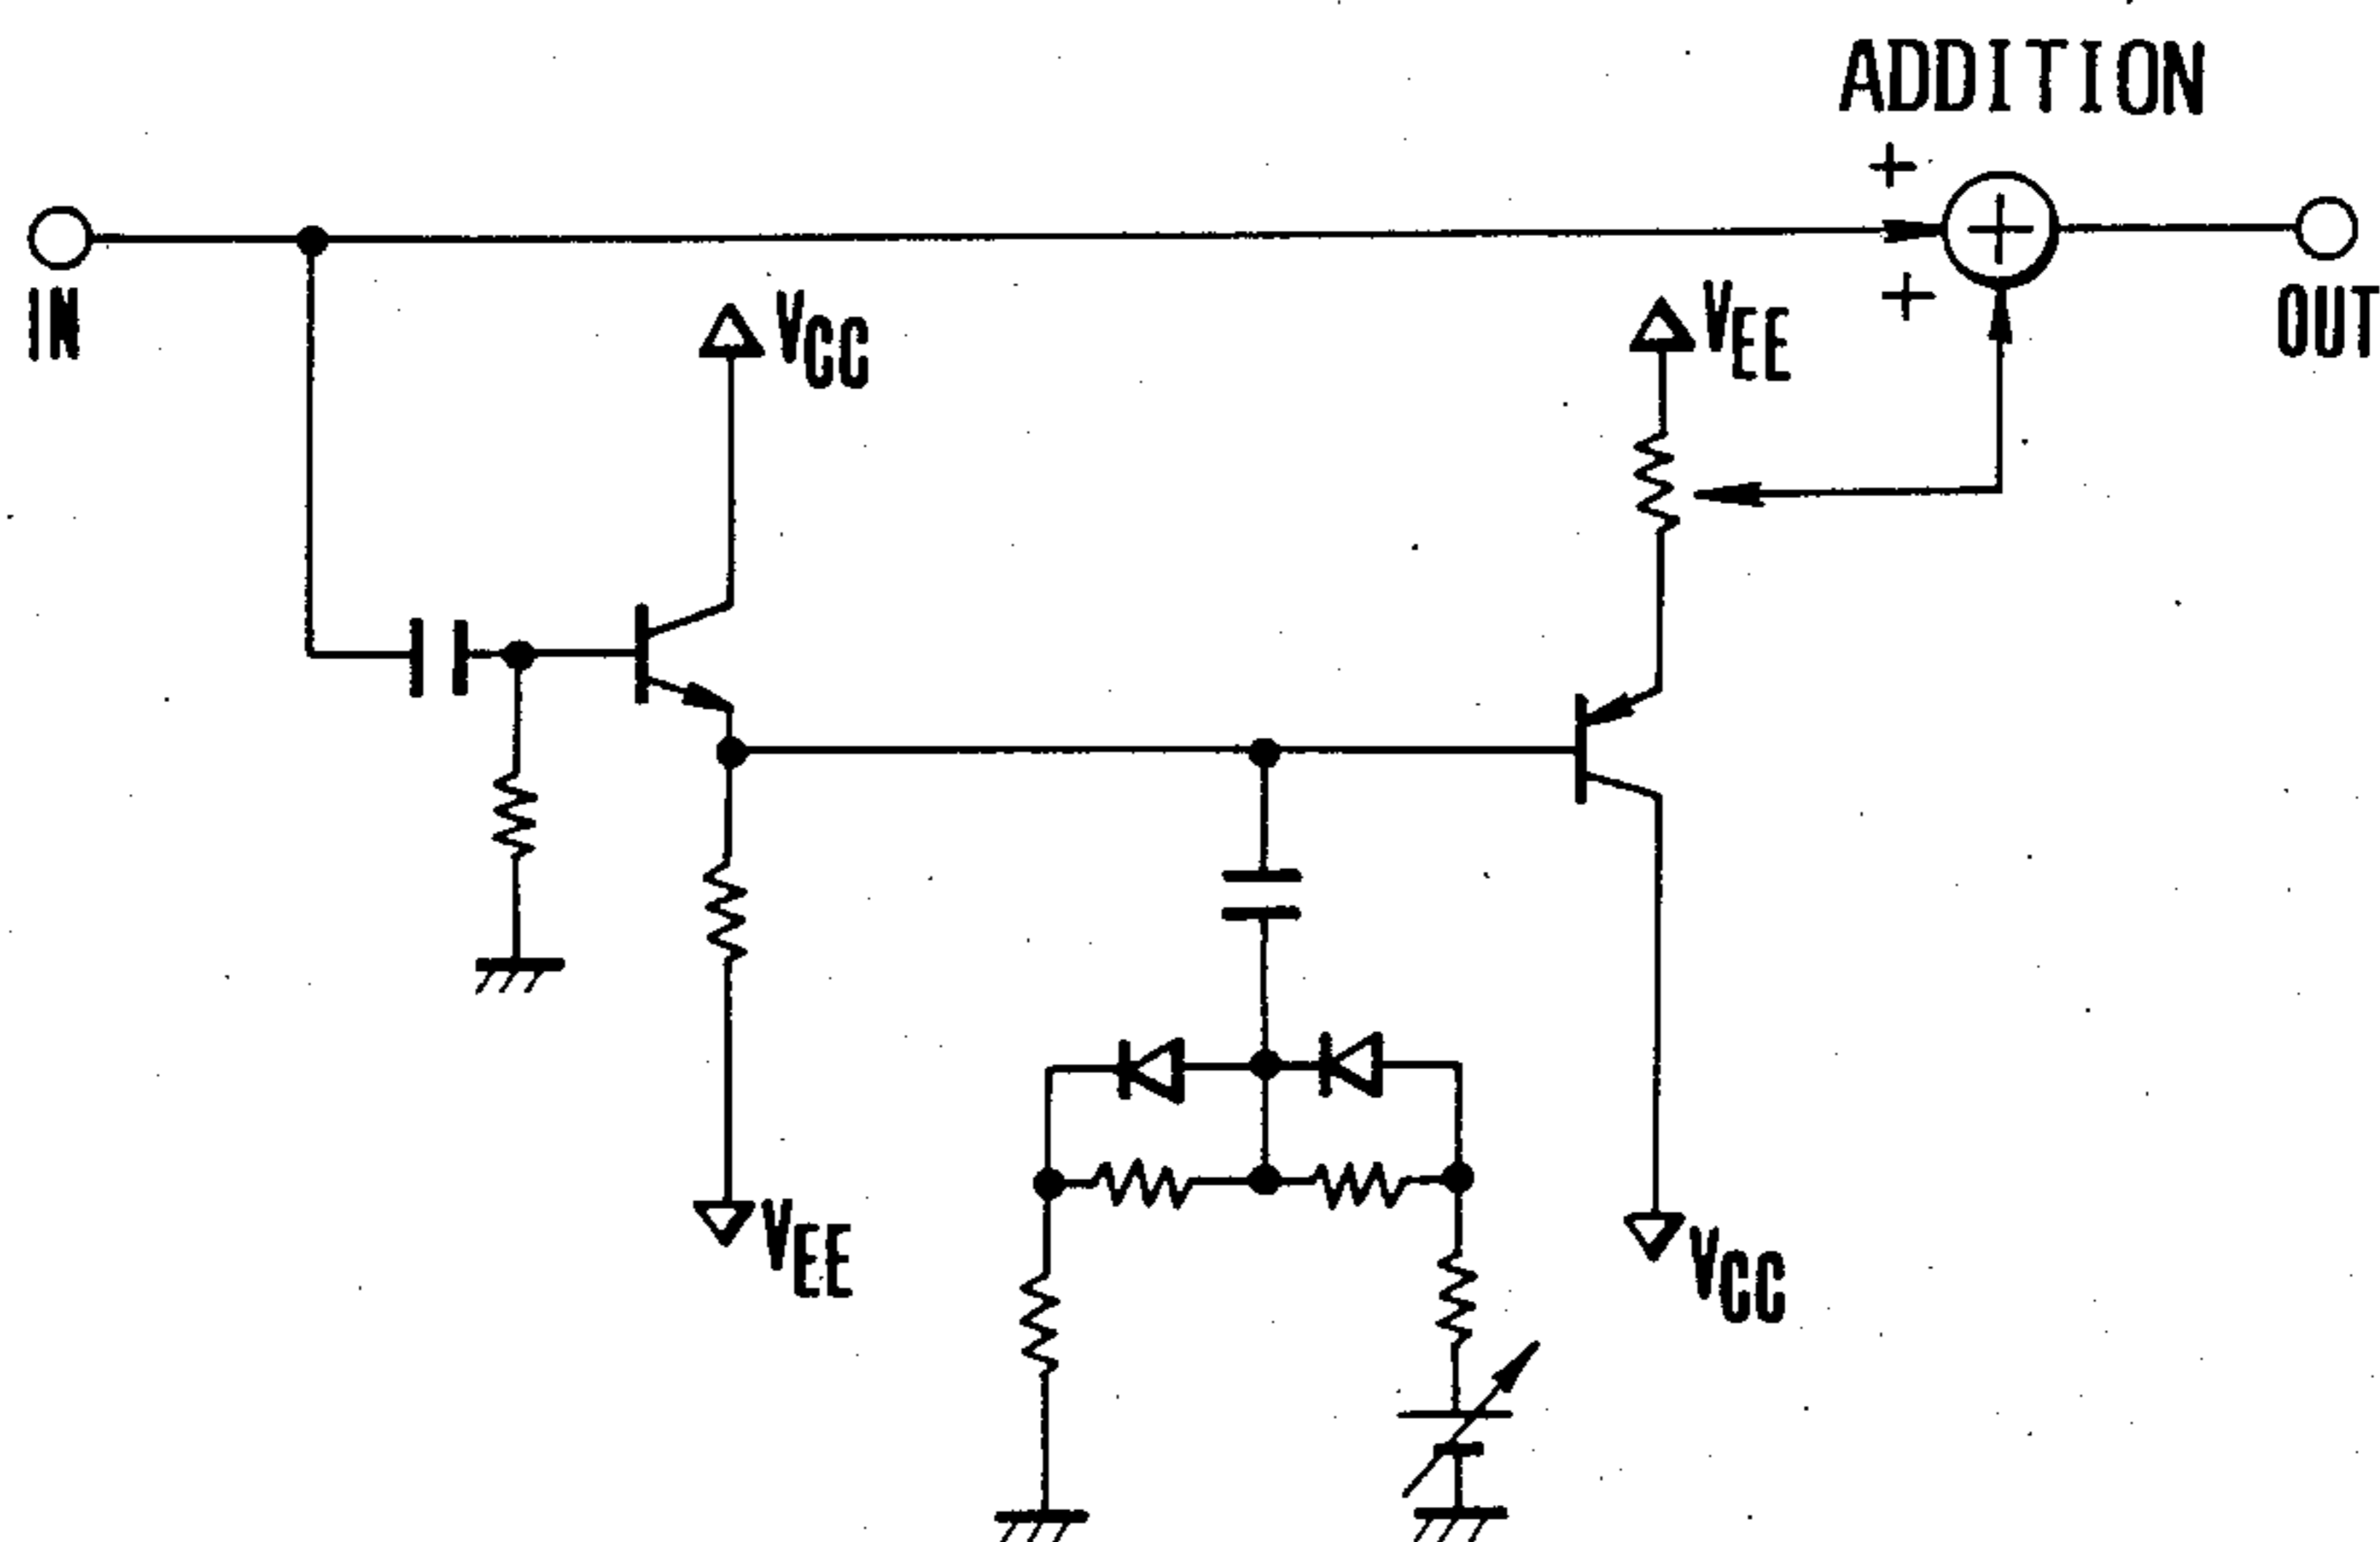 ADDITION
+
IN
VCC
VEE
+
OUT
VEE
VCC